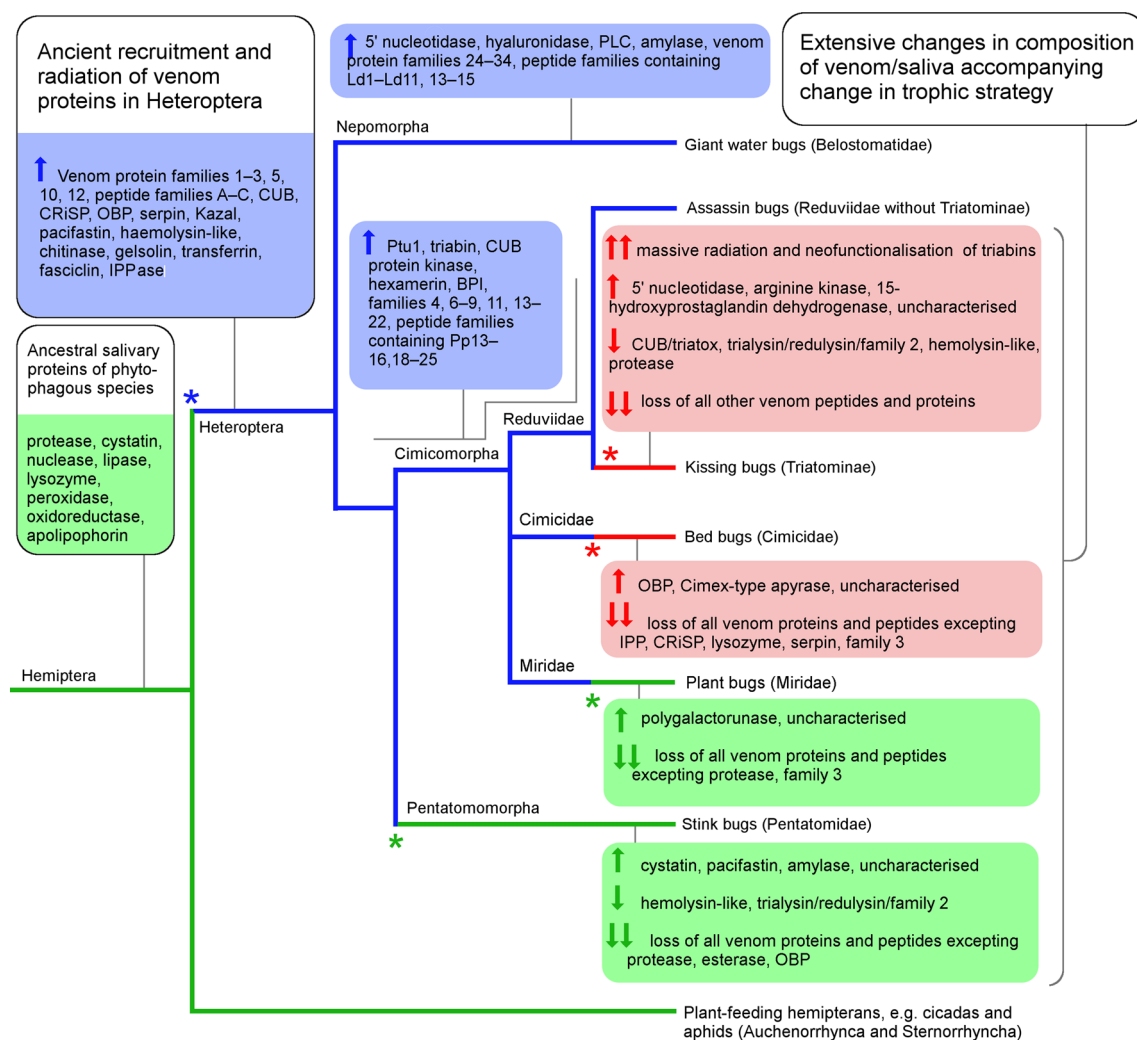 Ancient recruitment and
radiation of venom
proteins in Heteroptera
Venom protein families 1–3, 5,
10, 12, peptide families A–C, CUB,
CRiSP, OBP, serpin, Kazal,
pacifastin, haemolysin-like,
chitinase, gelsolin, transferrin,
fasciclin, IPPase
5' nucleotidase, hyaluronidase, PLC, amylase, venom
protein families 24–34, peptide families containing
Ld1–Ld11, 13–15
Extensive changes in composition
of venom/saliva accompanying
change in trophic strategy
Nepomorpha
Giant water bugs (Belostomatidae)
Assassin bugs (Reduviidae without Triatominae)
Ptu1, triabin, CUB
protein kinase,
hexamerin, BPI,
families 4, 6–9, 11, 13–
22, peptide families
containing Pp13–
16,18–25
massive radiation and neofunctionalisation of triabins
5' nucleotidase, arginine kinase, 15-
hydroxyprostaglandin dehydrogenase, uncharacterised
CUB/triatox, trialysin/redulysin/family 2, hemolysin-like,
protease
loss of all other venom peptides and proteins
Ancestral salivary
proteins of phyto-
phagous species
protease, cystatin,
nuclease, lipase,
lysozyme,
peroxidase,
oxidoreductase,
apolipophorin
*
Heteroptera
Reduviidae
Cimicomorpha
*
Kissing bugs (Triatominae)
Cimicidae
*
Bed bugs (Cimicidae)
OBP, Cimex-type apyrase, uncharacterised
loss of all venom proteins and peptides excepting
IPP, CRiSP, lysozyme, serpin, family 3
Hemiptera
Miridae
*
Plant bugs (Miridae)
polygalactorunase, uncharacterised
loss of all venom proteins and peptides
excepting protease, family 3
Pentatomomorpha
*
Stink bugs (Pentatomidae)
cystatin, pacifastin, amylase, uncharacterised
hemolysin-like, trialysin/redulysin/family 2
loss of all venom proteins and peptides excepting
protease, esterase, OBP
Plant-feeding hemipterans, e.g. cicadas and
aphids (Auchenorrhynca and Sternorrhyncha)